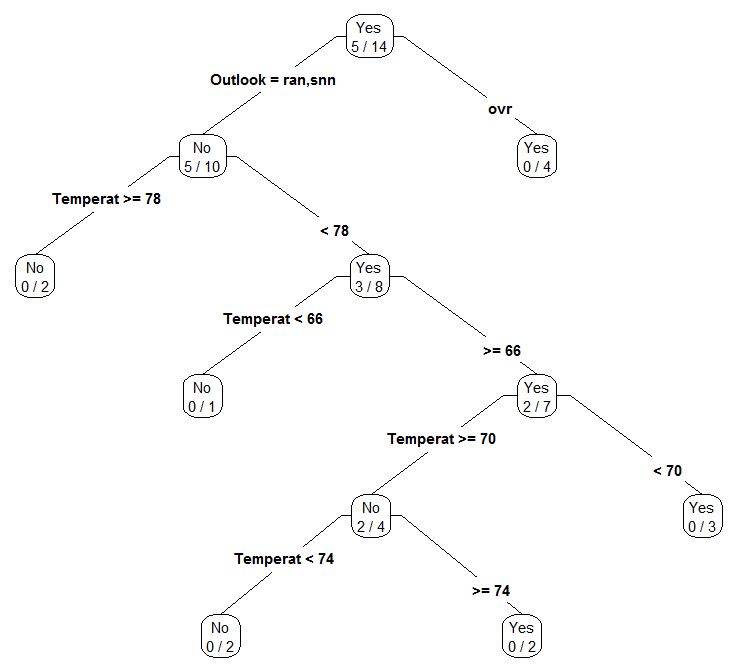 Yes
5 / 14
Outlook = ran,snn
ovr
No
5 / 10
Yes
0 / 4
Temperat >= 78
< 78
No
0 / 2
Yes
3 / 8
Temperat < 66
>= 66
No
0 / 1
Yes
2 / 7
Temperat >= 70
< 70
No
2 / 4
Yes
0 / 3
Temperat < 74
>= 74
No
0 / 2
Yes
0 / 2